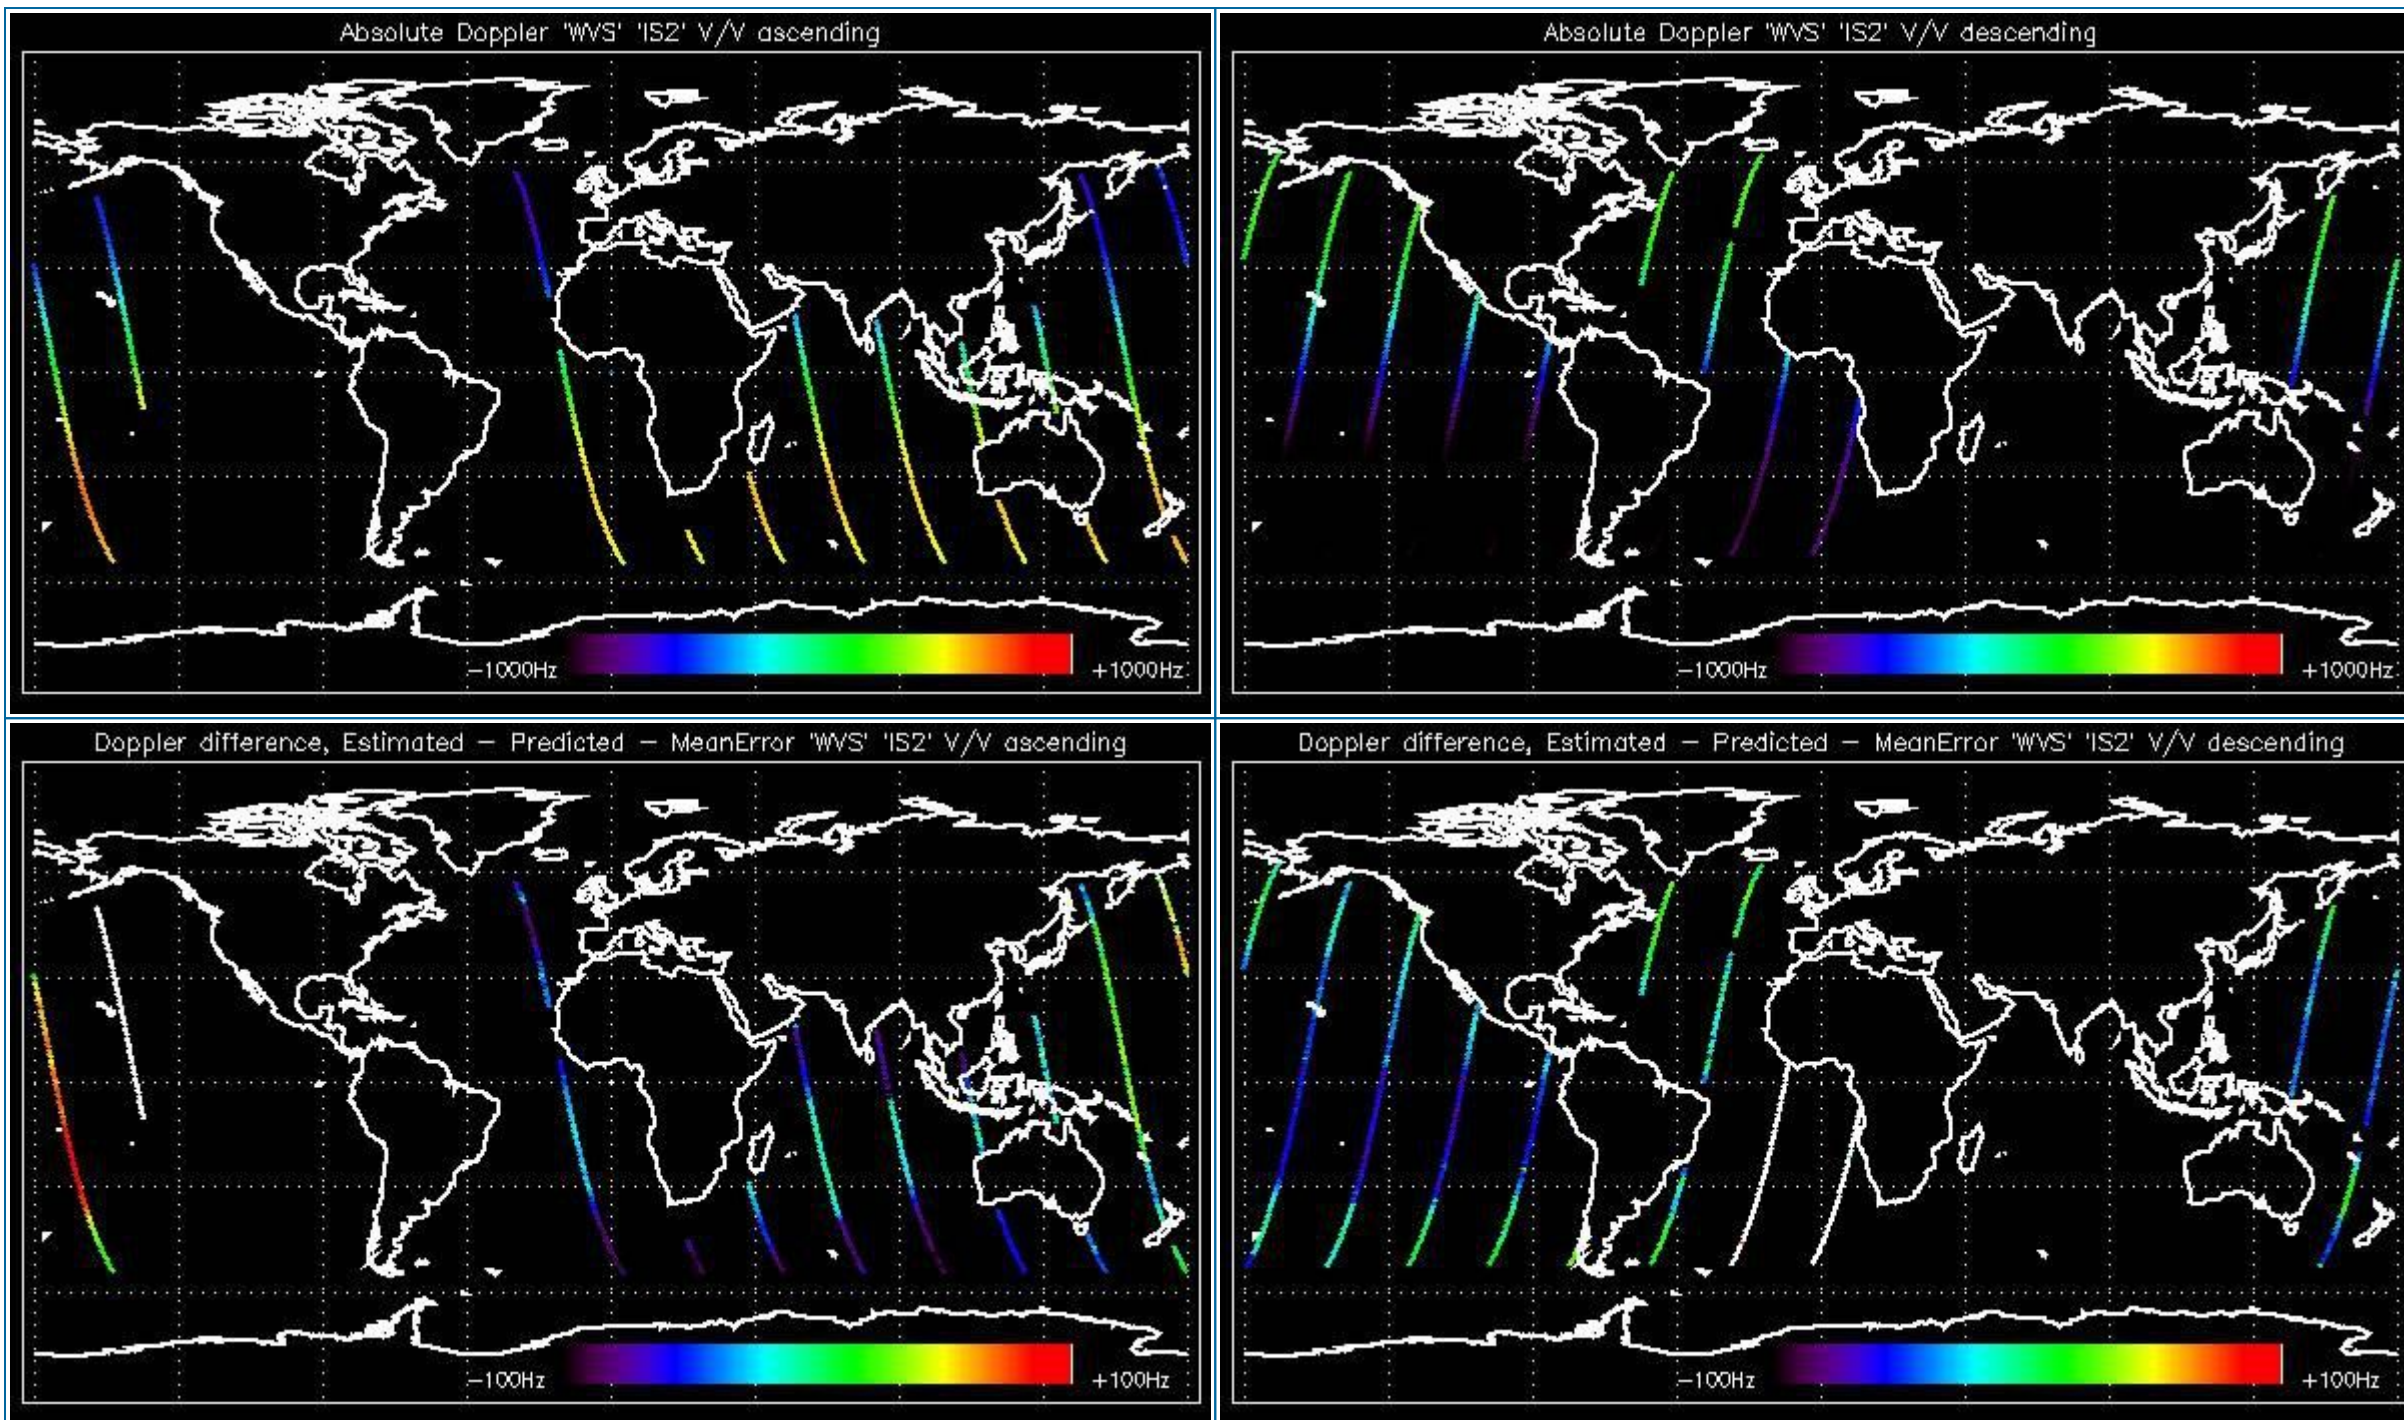 Absolute Doppler 'WVS' 'IS2' V/V ascending
-1000Hz
+1000Hz
Absolute Doppler 'WVS' 'IS2' V/V descending
-1000Hz
+1000Hz
Doppler difference, Estimated - Predicted - MeanError 'WVS' 'IS2' V/V ascending
-100Hz
+100Hz
Doppler difference, Estimated - Predicted - MeanError 'WVS' 'IS2' V/V descending
-100Hz
+100Hz